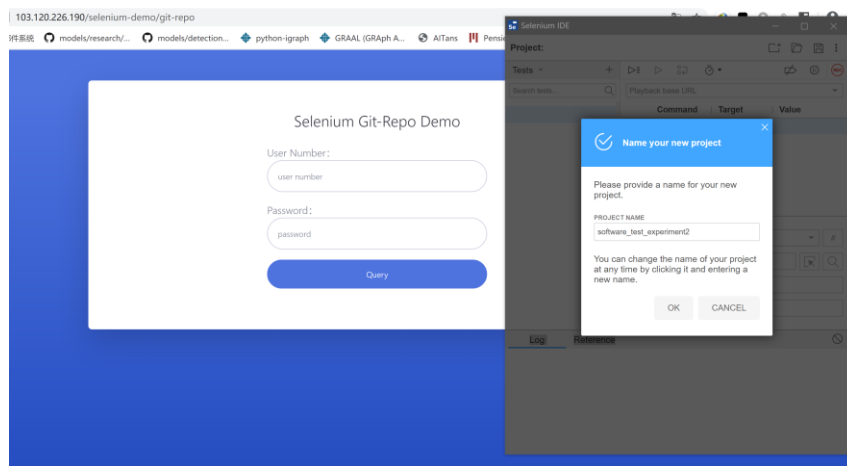 103.120.226.190/selenium-demo/git-repo
件系统 models/research/... models/detection... python-igraph GRAAL (GRAph A... AITans Pensie
Selenium Git-Repo Demo
User Number:
user number
Password:
password
Query
Selenium IDE
Project:
Tests
Search tests...
Playback base URL
Command Target Value
Name your new project
Please provide a name for your new
project.
PROJECT NAME
software_test_experiment2
You can change the name of your project
at any time by clicking it and entering a
new name.
OK CANCEL
Log Reference